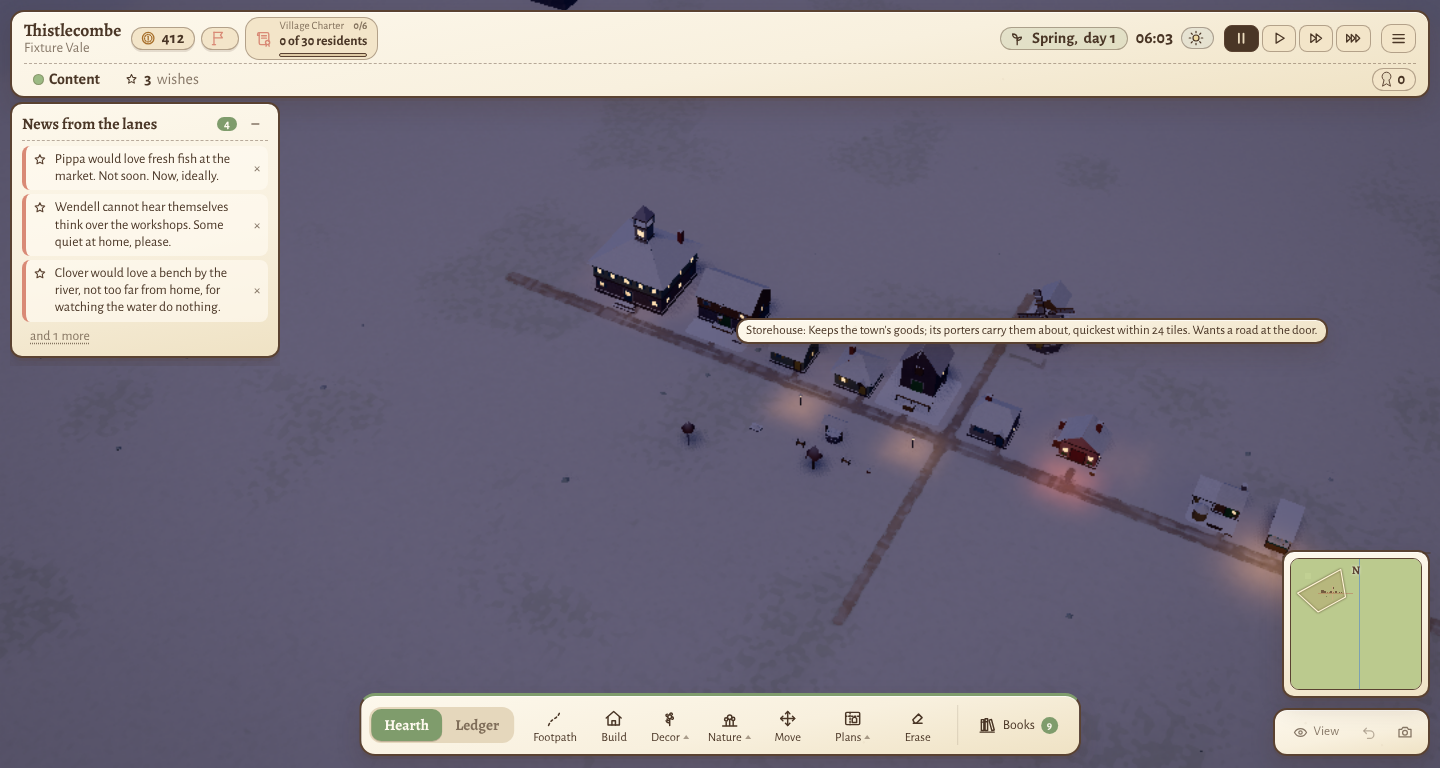 Thistlecombe
Fixture Vale
412
Village Charter 0/6
0 of 30 residents
Spring, day 1
06:03
Content
3 wishes
0
News from the lanes
4
Pippa would love fresh fish at the
market. Not soon. Now, ideally.
×
Wendell cannot hear themselves
think over the workshops. Some
quiet at home, please.
×
Clover would love a bench by the
river, not too far from home, for
watching the water do nothing.
×
and 1 more
Storehouse: Keeps the town's goods; its porters carry them about, quickest within 24 tiles. Wants a road at the door.
N
Hearth
Ledger
Footpath
Build
Decor
Nature
Move
Plans
Erase
Books 9
View